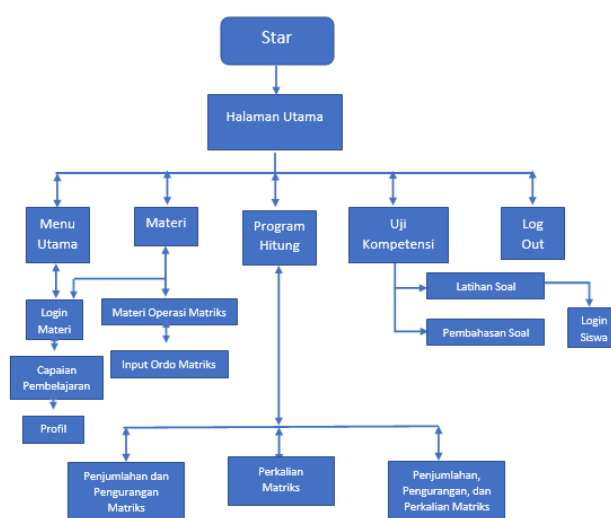 Star
Halaman Utama
Menu
Utama
Materi
Program
Hitung
Uji
Kompetensi
Log
Out
Login
Materi
Materi Operasi Matriks
Latihan Soal
Login
Siswa
Pembahasan Soal
Capaian
Pembelajaran
Input Ordo Matriks
Profil
Penjumlahan dan
Pengurangan
Matriks
Perkalian
Matriks
Penjumlahan,
Pengurangan, dan
Perkalian Matriks